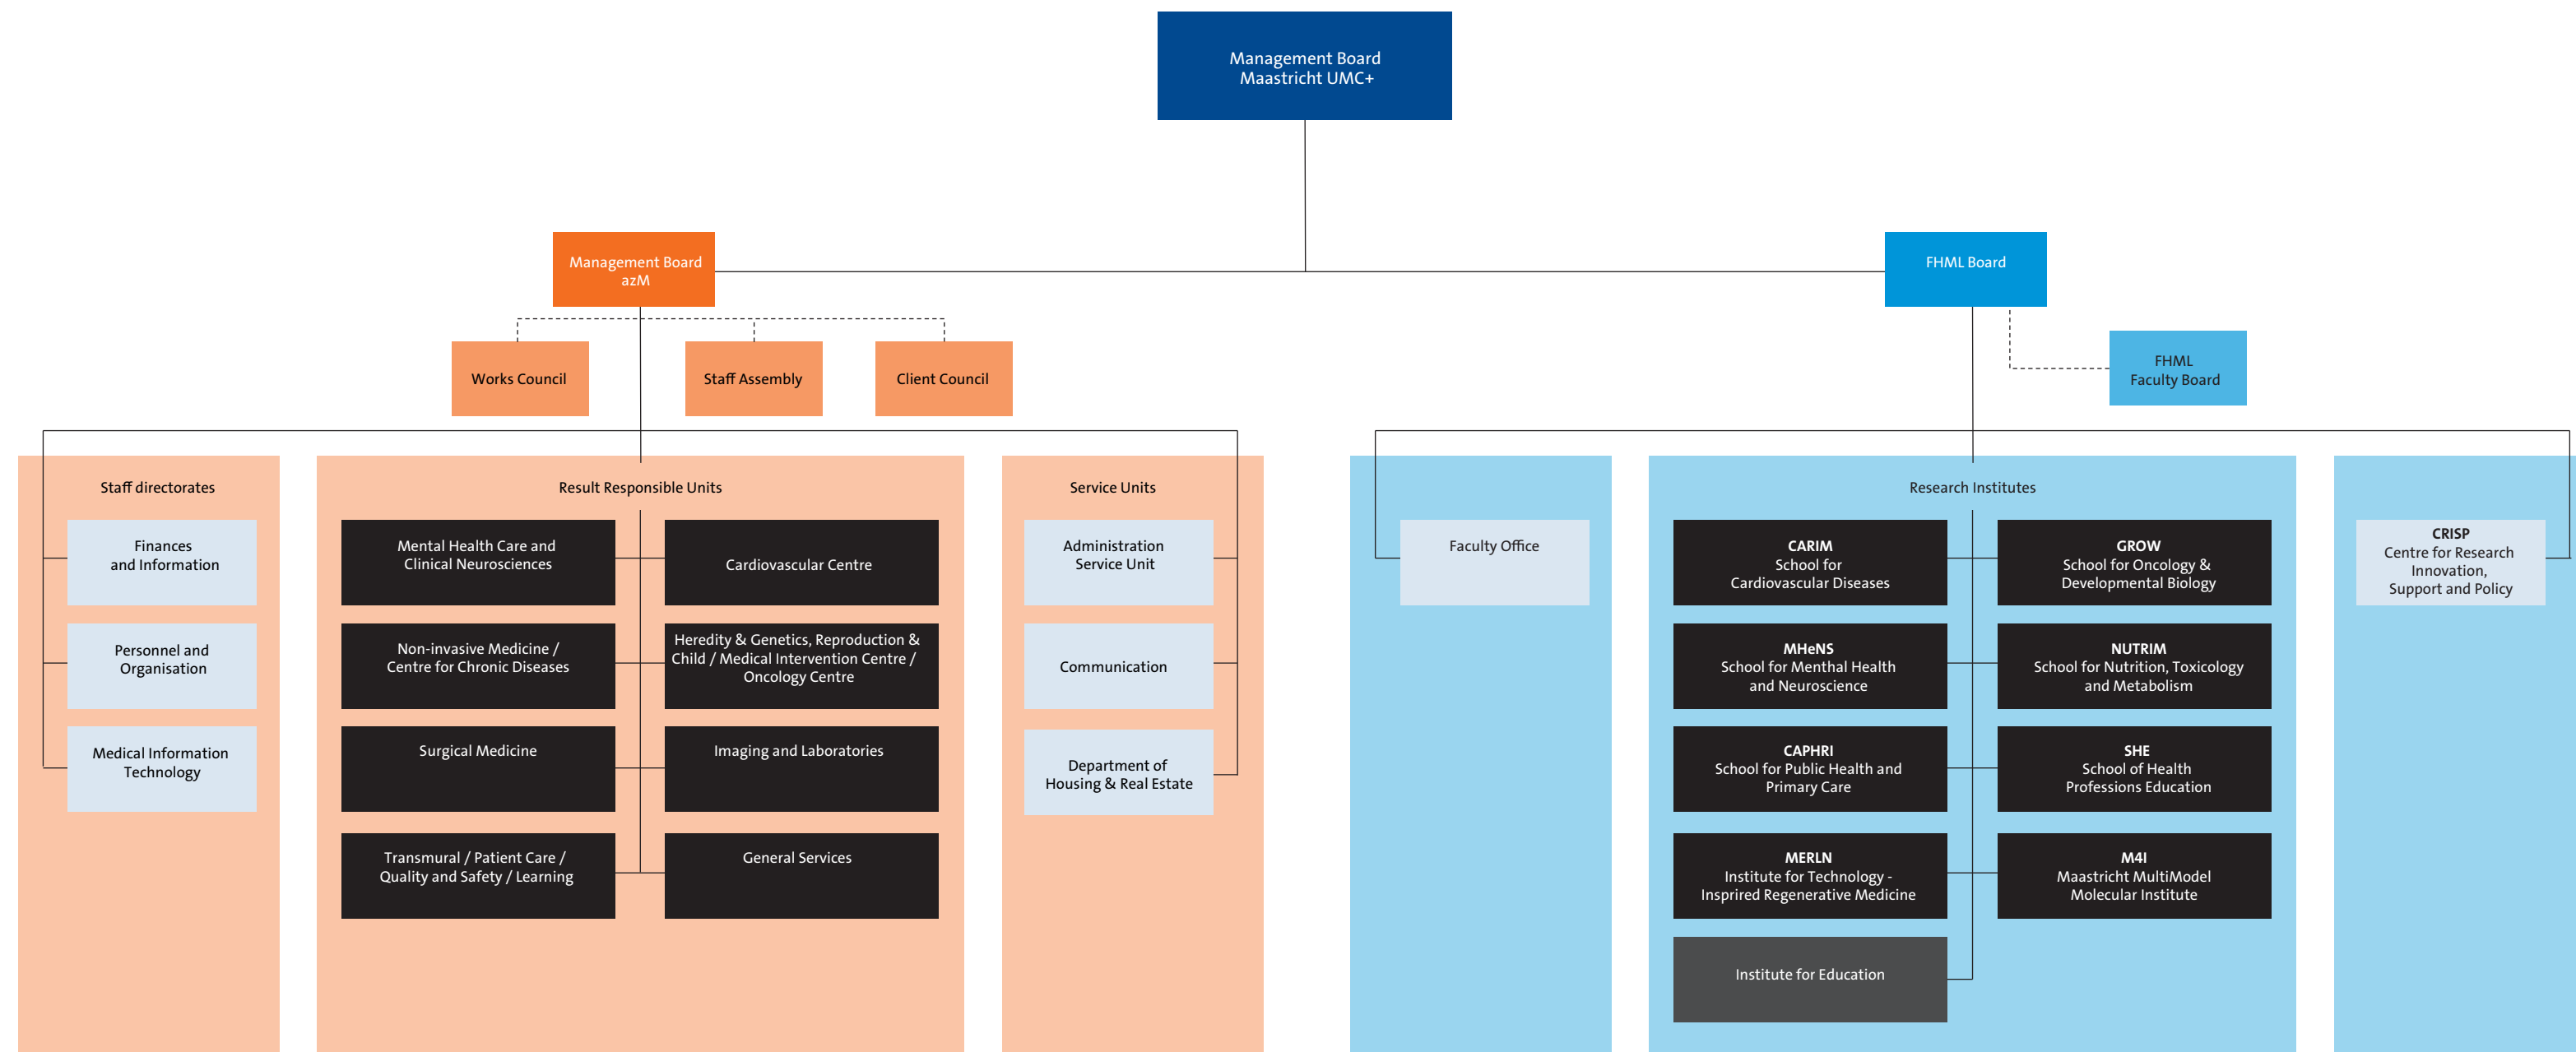 Management Board
Maastricht UMC+
Management Board
azM
FHML Board
Works Council
Staff Assembly
Client Council
FHML
Faculty Board
Staff directorates
Finances
and Information
Personnel and
Organisation
Medical Information
Technology
Result Responsible Units
Mental Health Care and
Clinical Neurosciences
Cardiovascular Centre
Non-invasive Medicine /
Centre for Chronic Diseases
Heredity & Genetics, Reproduction &
Child / Medical Intervention Centre /
Oncology Centre
Surgical Medicine
Imaging and Laboratories
Transmural / Patient Care /
Quality and Safety / Learning
General Services
Service Units
Administration
Service Unit
Communication
Department of
Housing & Real Estate
Faculty Office
Research Institutes
CARIM
School for
Cardiovascular Diseases
GROW
School for Oncology &
Developmental Biology
MHeNS
School for Menthal Health
and Neuroscience
NUTRIM
School for Nutrition, Toxicology
and Metabolism
CAPHRI
School for Public Health and
Primary Care
SHE
School of Health
Professions Education
MERLN
Institute for Technology -
Insprired Regenerative Medicine
M4I
Maastricht MultiModel
Molecular Institute
Institute for Education
CRISP
Centre for Research
Innovation,
Support and Policy